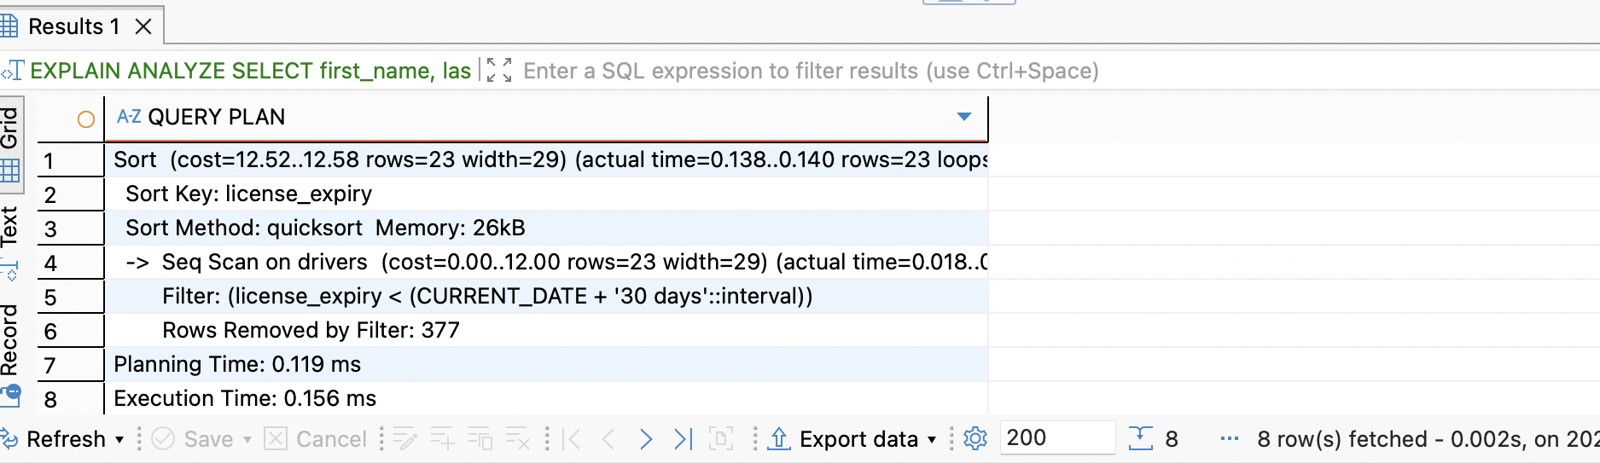 Results 1
EXPLAIN ANALYZE SELECT first_name, las Enter a SQL expression to filter results (use Ctrl+Space)
Grid
Text
Record
A-Z QUERY PLAN
1 Sort (cost=12.52..12.58 rows=23 width=29) (actual time=0.138..0.140 rows=23 loops
2 Sort Key: license_expiry
3 Sort Method: quicksort Memory: 26kB
4 -> Seq Scan on drivers (cost=0.00..12.00 rows=23 width=29) (actual time=0.018..0
5 Filter: (license_expiry < (CURRENT_DATE + '30 days'::interval))
6 Rows Removed by Filter: 377
7 Planning Time: 0.119 ms
8 Execution Time: 0.156 ms
Refresh Save Cancel Export data 200 8 ... 8 row(s) fetched - 0.002s, on 202